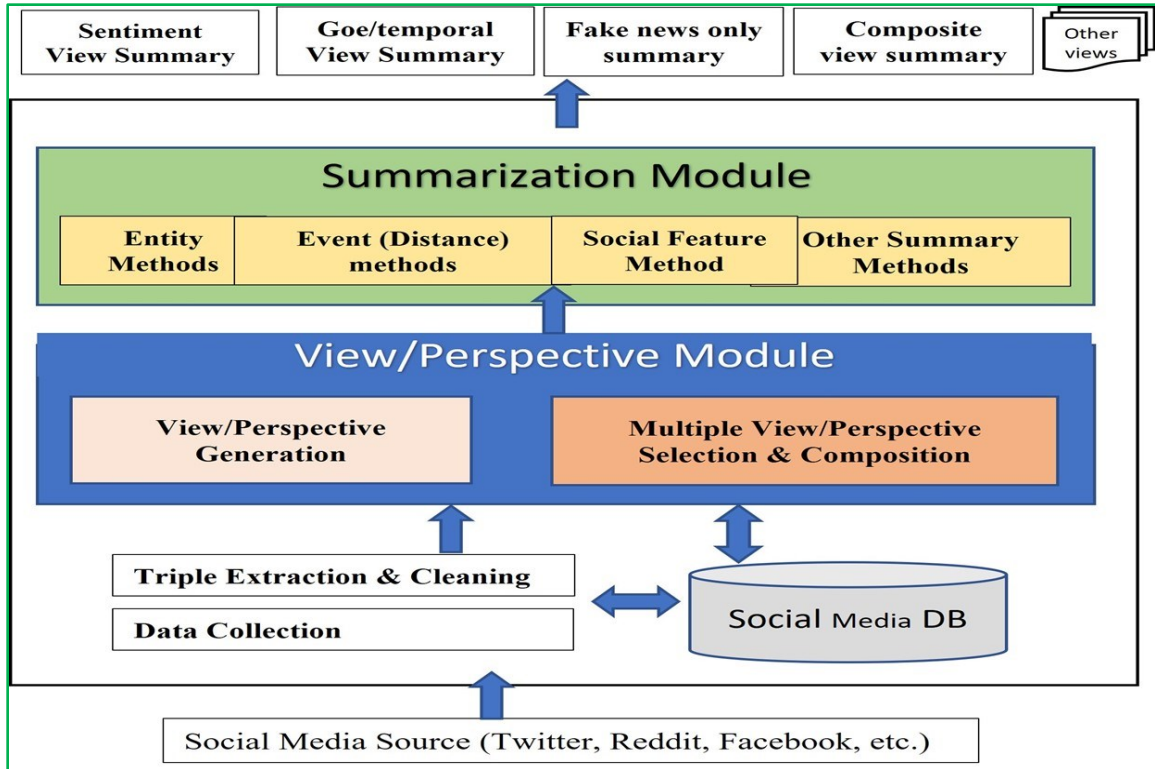 Sentiment
View Summary
Goe/temporal
View Summary
Fake news only
summary
Composite
view summary
Other
views
Summarization Module
Entity
Methods
Event (Distance)
methods
Social Feature
Method
Other Summary
Methods
View/Perspective Module
View/Perspective
Generation
Multiple View/Perspective
Selection & Composition
Triple Extraction & Cleaning
Data Collection
Social Media DB
Social Media Source (Twitter, Reddit, Facebook, etc.)